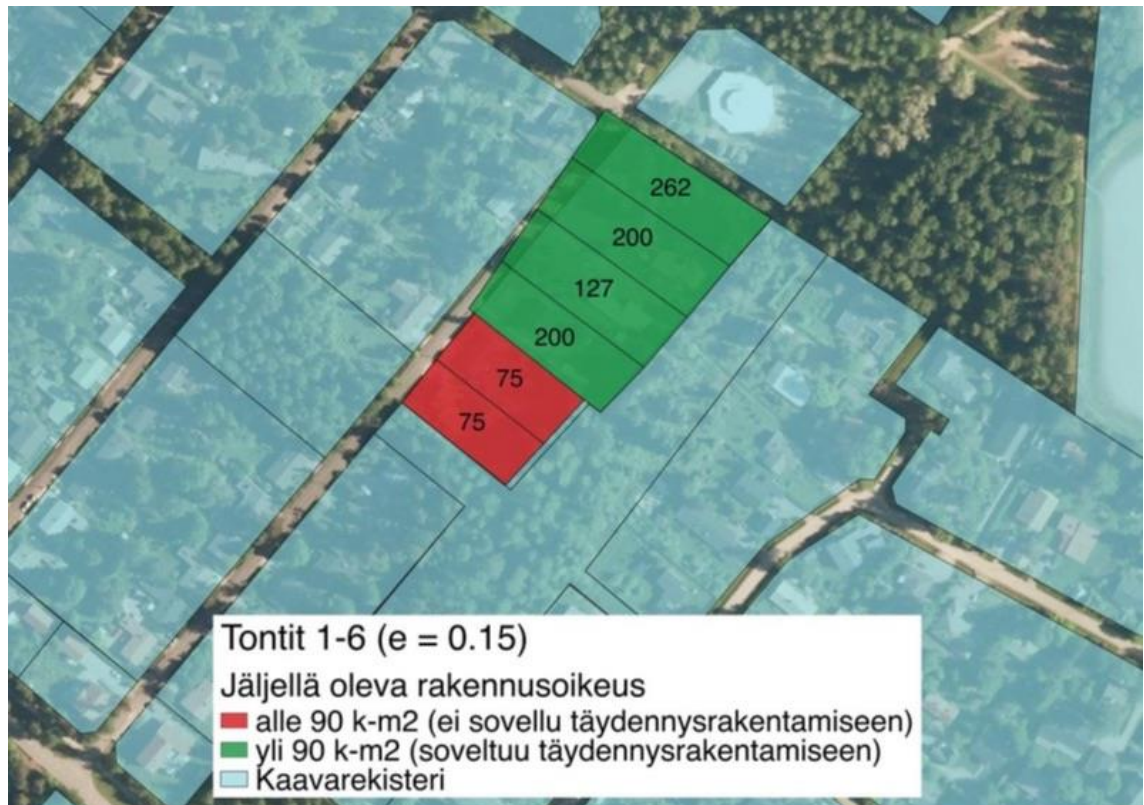 262
200
127
200
75
75
Tontit 1-6 (e = 0.15)
Jäljellä oleva rakennusoikeus
alle 90 k-m2 (ei sovellu täydennysrakentamiseen)
yli 90 k-m2 (soveltuu täydennysrakentamiseen)
Kaavarekisteri